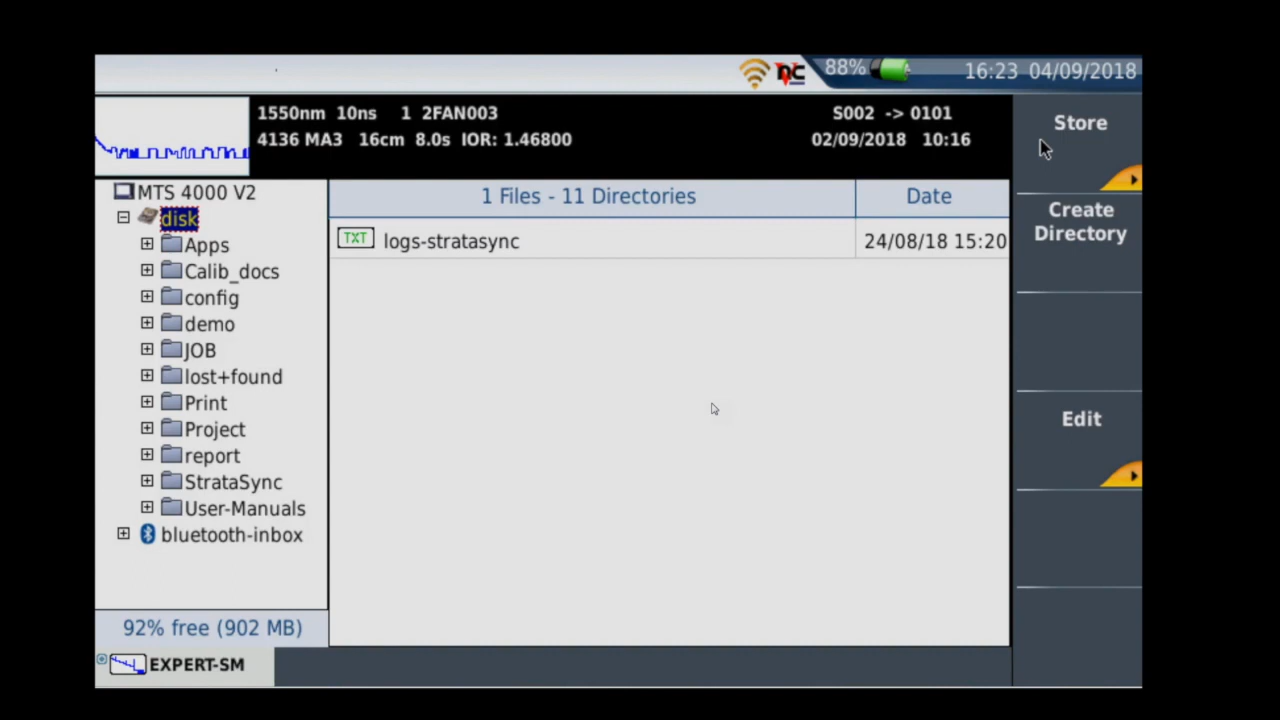 88% 16:23 04/09/2018
1550nm 10ns 1 2FAN003 S002 -> 0101
4136 MA3 16cm 8.0s IOR: 1.46800 02/09/2018 10:16
Store
MTS 4000 V2
1 Files - 11 Directories Date
disk
Apps
Calib_docs
config
demo
JOB
lost+found
Print
Project
report
StrataSync
User-Manuals
bluetooth-inbox
TXT logs-stratasync 24/08/18 15:20
Create
Directory
Edit
92% free (902 MB)
EXPERT-SM